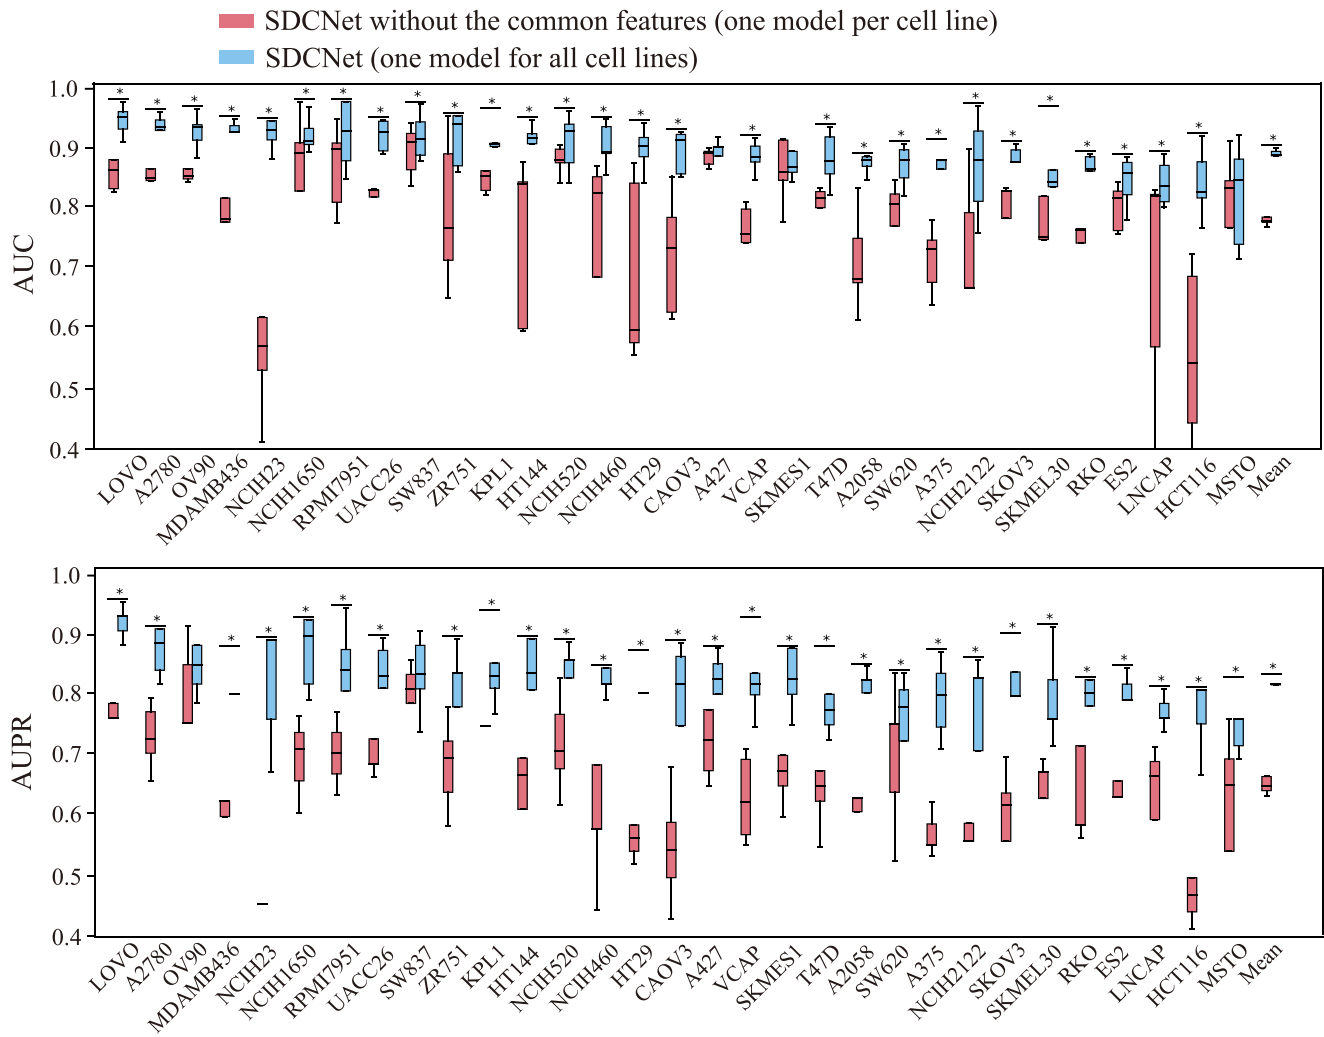 SDCNet without the common features (one model per cell line)
SDCNet (one model for all cell lines)
AUC
1.0
0.9
0.8
0.7
0.6
0.5
0.4
* * * * * * * * * * * * * * * * * * * * * * * * * * * * *
LOVO
A2780
OV90
MDAMB436
NCIH23
NCIH1650
RPMI7951
UACC26
SW837
ZR751
KPL1
HT144
NCIH520
NCIH460
HT29
CAOV3
A427
VCAP
SKMES1
T47D
A2058
SW620
A375
NCIH2122
SKOV3
SKMEL30
RKO
ES2
LNCAP
HCT116
MSTO
Mean
AUPR
1.0
0.9
0.8
0.7
0.6
0.5
0.4
* * * * * * * * * * * * * * * * * * * * * * * * * * * * * *
LOVO
A2780
OV90
MDAMB436
NCIH23
NCIH1650
RPMI7951
UACC26
SW837
ZR751
KPL1
HT144
NCIH520
NCIH460
HT29
CAOV3
A427
VCAP
SKMES1
T47D
A2058
SW620
A375
NCIH2122
SKOV3
SKMEL30
RKO
ES2
LNCAP
HCT116
MSTO
Mean